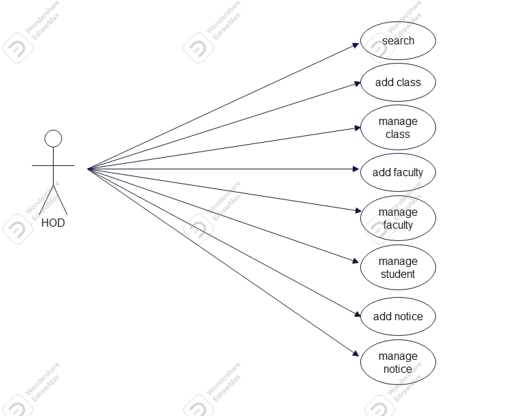 Wondershare
EdrawMax
Wondershare
EdrawMax
Wondershare
EdrawMax
search
add class
manage
class
add faculty
HOD
Wondershare
EdrawMax
Wondershare
EdrawMax
Wondershare
EdrawMax
manage
faculty
manage
student
add notice
manage
notice
Wondershare
EdrawMax
Wondershare
EdrawMax
Wondershare
EdrawMax